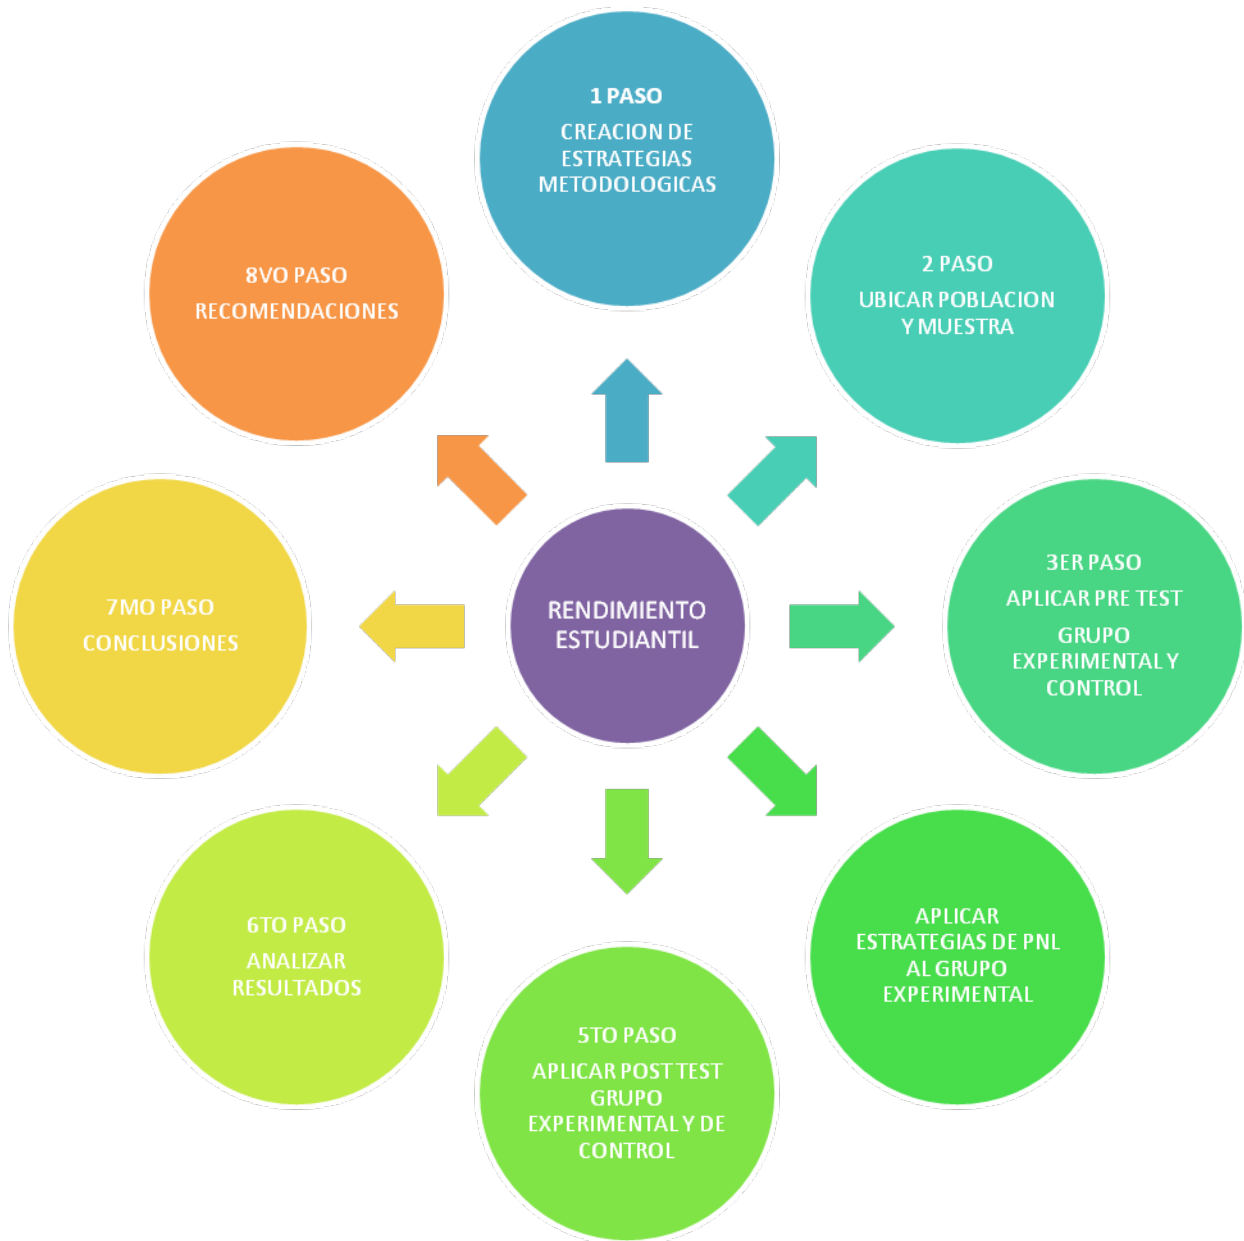 1 PASO
CREACION DE
ESTRATEGIAS
METODOLOGICAS
2 PASO
UBICAR POBLACION
Y MUESTRA
3ER PASO
APLICAR PRE TEST
GRUPO
EXPERIMENTAL Y
CONTROL
APLICAR
ESTRATEGIAS DE PNL
AL GRUPO
EXPERIMENTAL
5TO PASO
APLICAR POST TEST
GRUPO
EXPERIMENTAL Y DE
CONTROL
6TO PASO
ANALIZAR
RESULTADOS
7MO PASO
CONCLUSIONES
8VO PASO
RECOMENDACIONES
RENDIMIENTO
ESTUDIANTIL